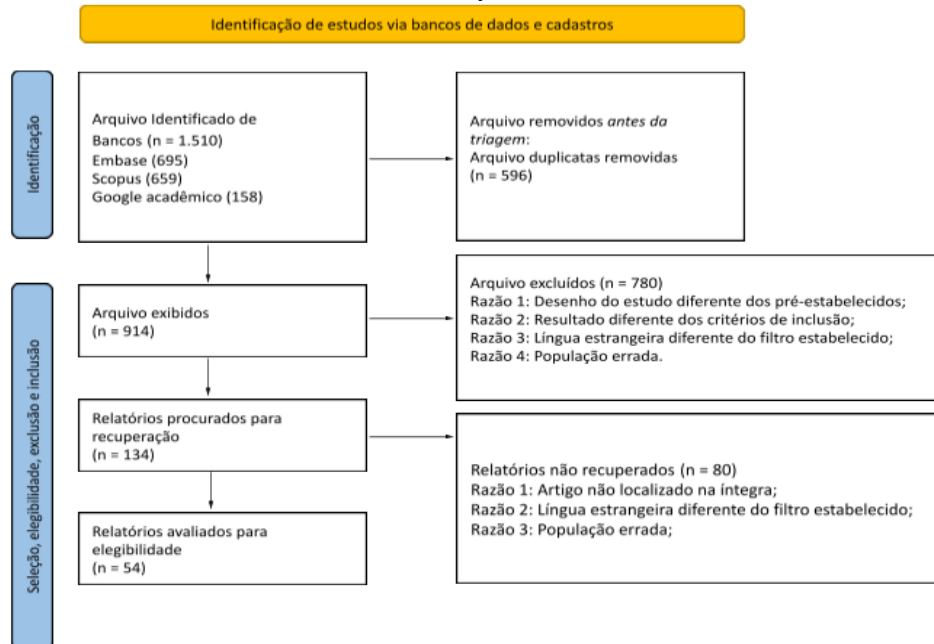 Identificação de estudos via bancos de dados e cadastros
Identificação
Arquivo Identificado de
Bancos (n = 1.510)
Embase (695)
Scopus (659)
Google acadêmico (158)
Arquivo removidos antes da
triagem:
Arquivo duplicatas removidas
(n = 596)
Seleção, elegibilidade, exclusão e inclusão
Arquivo exibidos
(n = 914)
Arquivo excluídos (n = 780)
Razão 1: Desenho do estudo diferente dos pré-estabelecidos;
Razão 2: Resultado diferente dos critérios de inclusão;
Razão 3: Língua estrangeira diferente do filtro estabelecido;
Razão 4: População errada.
Relatórios procurados para
recuperação
(n = 134)
Relatórios não recuperados (n = 80)
Razão 1: Artigo não localizado na íntegra;
Razão 2: Língua estrangeira diferente do filtro estabelecido;
Razão 3: População errada;
Relatórios avaliados para
elegibilidade
(n = 54)